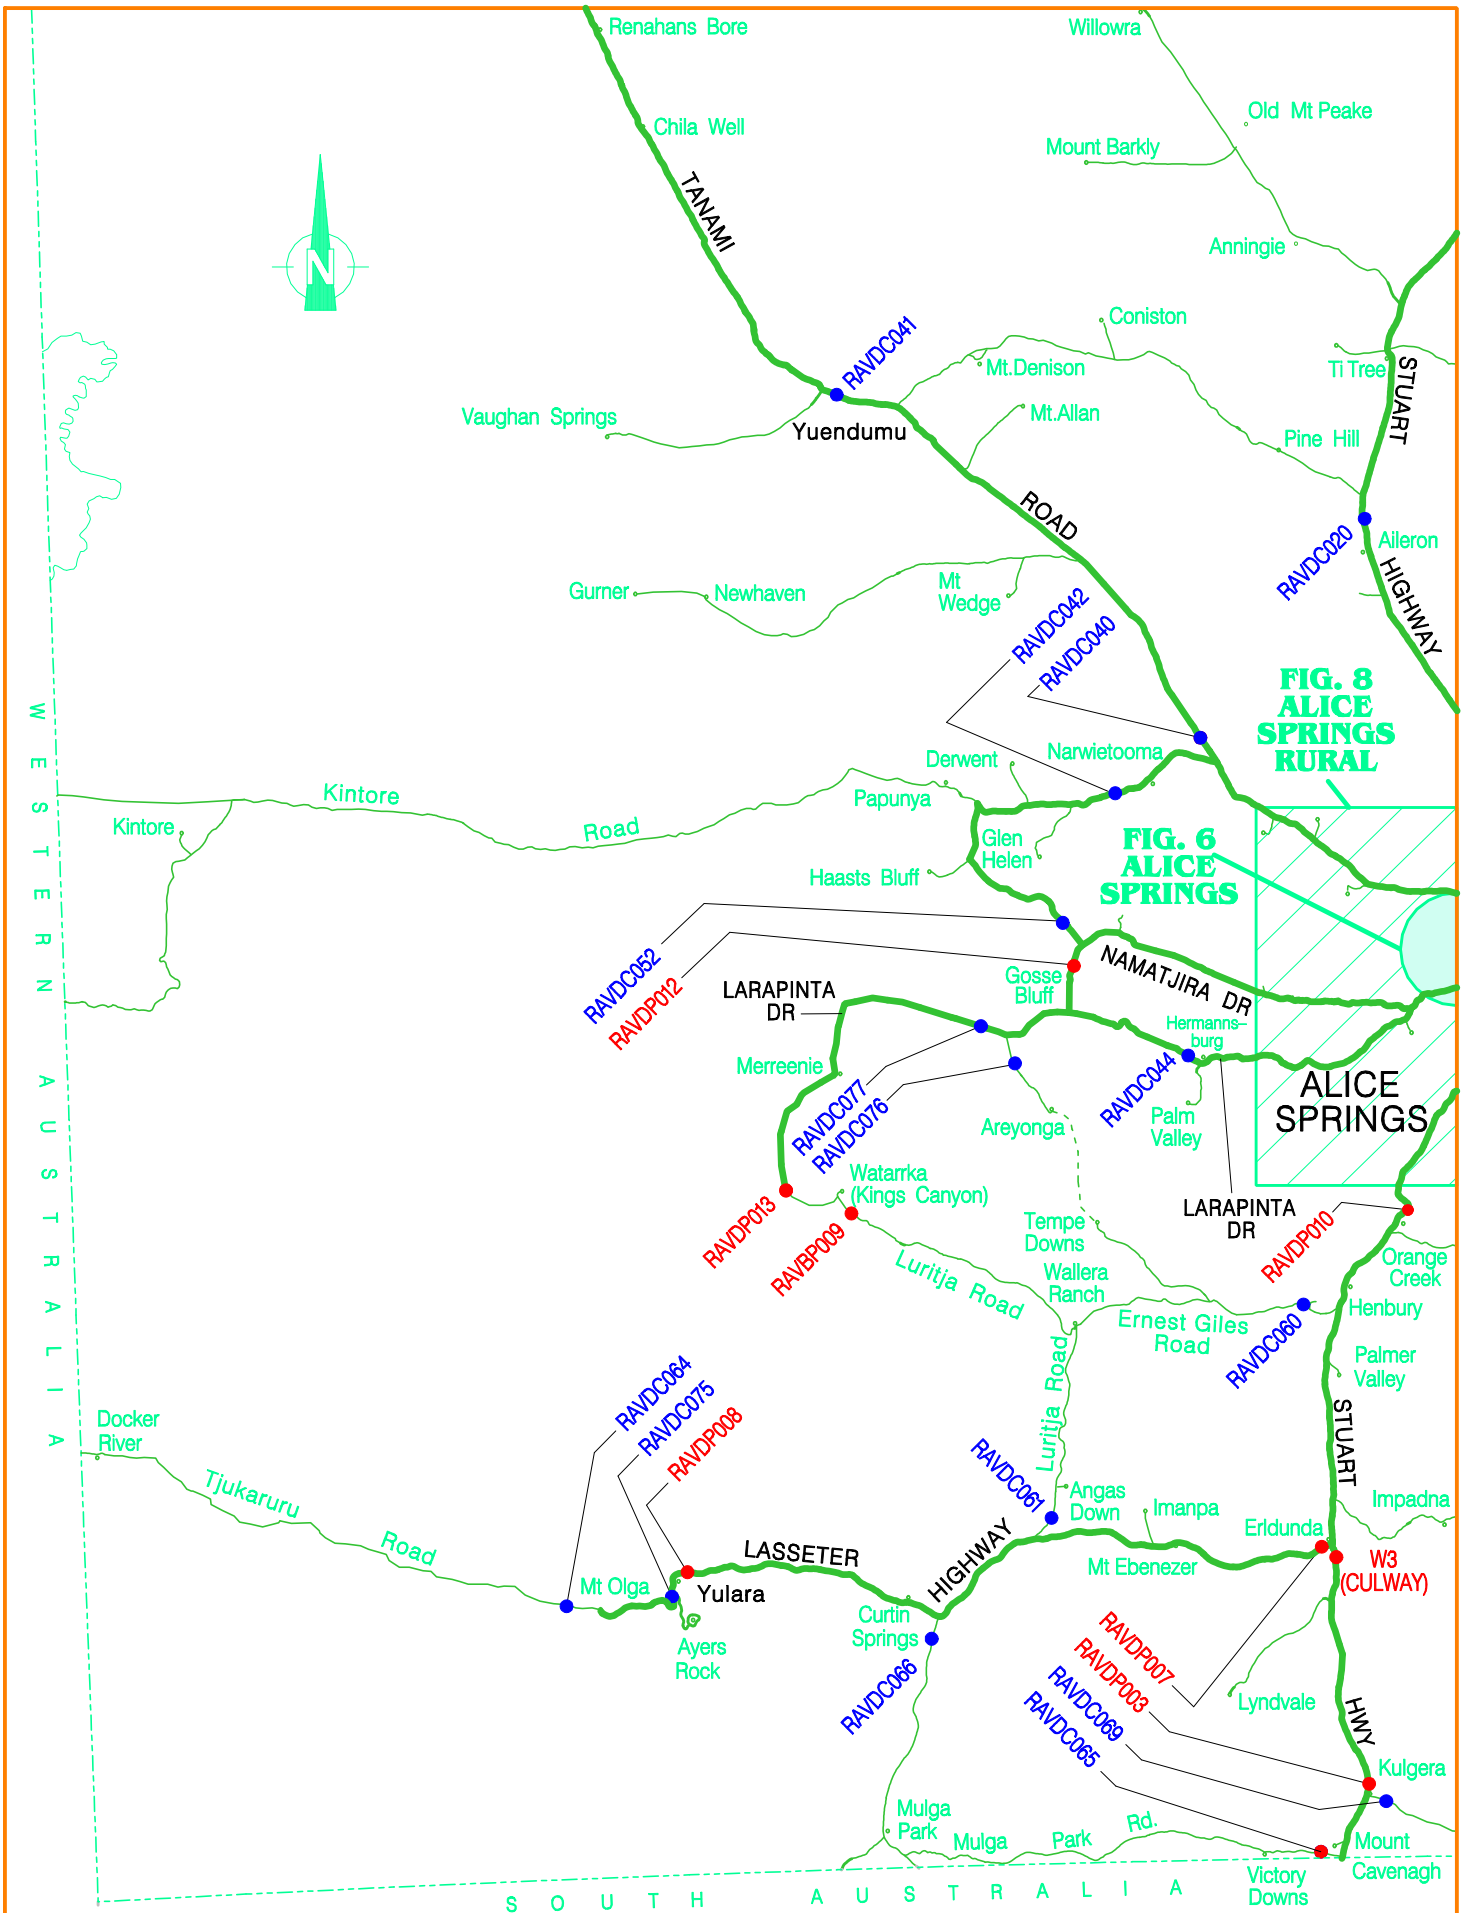 Renahans Bore
Willowra
Chila Well
Old Mt Peake
Mount Barkly
TANAMI
N
Anningie
Coniston
RAVDC041
Mt.Denison
Ti Tree
STUART
Vaughan Springs
Mt.Allan
Yuendumu
Pine Hill
ROAD
RAVDC020
Aileron
HIGHWAY
Gurner
Newhaven
Mt
Wedge
RAVDC042
RAVDC040
FIG. 8
ALICE
SPRINGS
RURAL
WESTERN AUSTRALIA
Derwent
Narwietooma
Kintore
Road
Papunya
Kintore
Glen
Helen
FIG. 6
ALICE
SPRINGS
Haasts Bluff
RAVDC052
RAVDP012
Gosse
Bluff
NAMATJIRA DR
LARAPINTA
DR
Hermanns-
burg
Merreenie
RAVDC077
RAVDC076
RAVDC044
ALICE
SPRINGS
Areyonga
Palm
Valley
Watarrka
(Kings Canyon)
RAVDP013
RAVBP009
Tempe
Downs
LARAPINTA
DR
RAVDP010
Orange
Creek
Luritja Road
Wallera
Ranch
Henbury
Ernest Giles
Road
RAVDC060
Luritja Road
Palmer
Valley
RAVDC064
RAVDC075
RAVDP008
STUART
Docker
River
Tjukaruru
Road
RAVDC061
Angas
Down
Imanpa
Impadna
Erldunda
LASSETER
HIGHWAY
Mt Ebenezer
W3
(CULWAY)
Mt Olga
Yulara
Curtin
Springs
Ayers
Rock
RAVDC066
RAVDP007
RAVDP003
RAVDC069
RAVDC065
Lyndvale
HWY
Kulgera
Mulga
Park
Mulga Park Rd.
Mount
Cavenagh
Victory
Downs
SOUTH AUSTRALIA